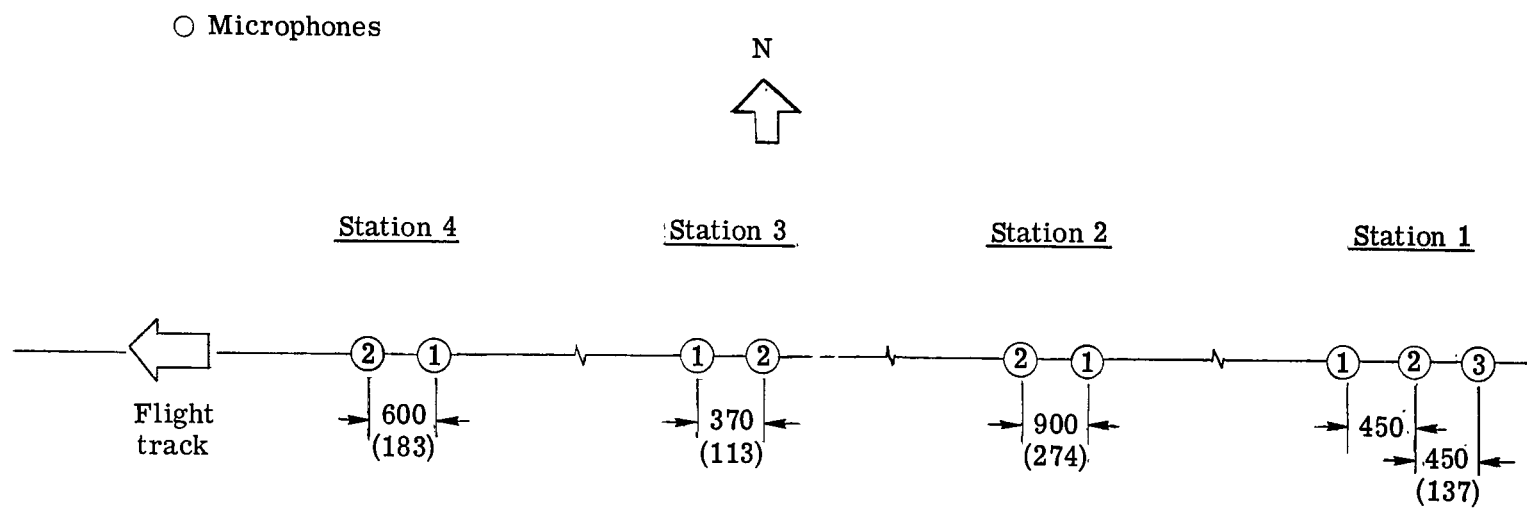 ○ Microphones
N
Station 4
Station 3
Station 2
Station 1
2 1 1 2 2 1 1 2 3
Flight
track
600
(183)
370
(113)
900
(274)
450
450
(137)